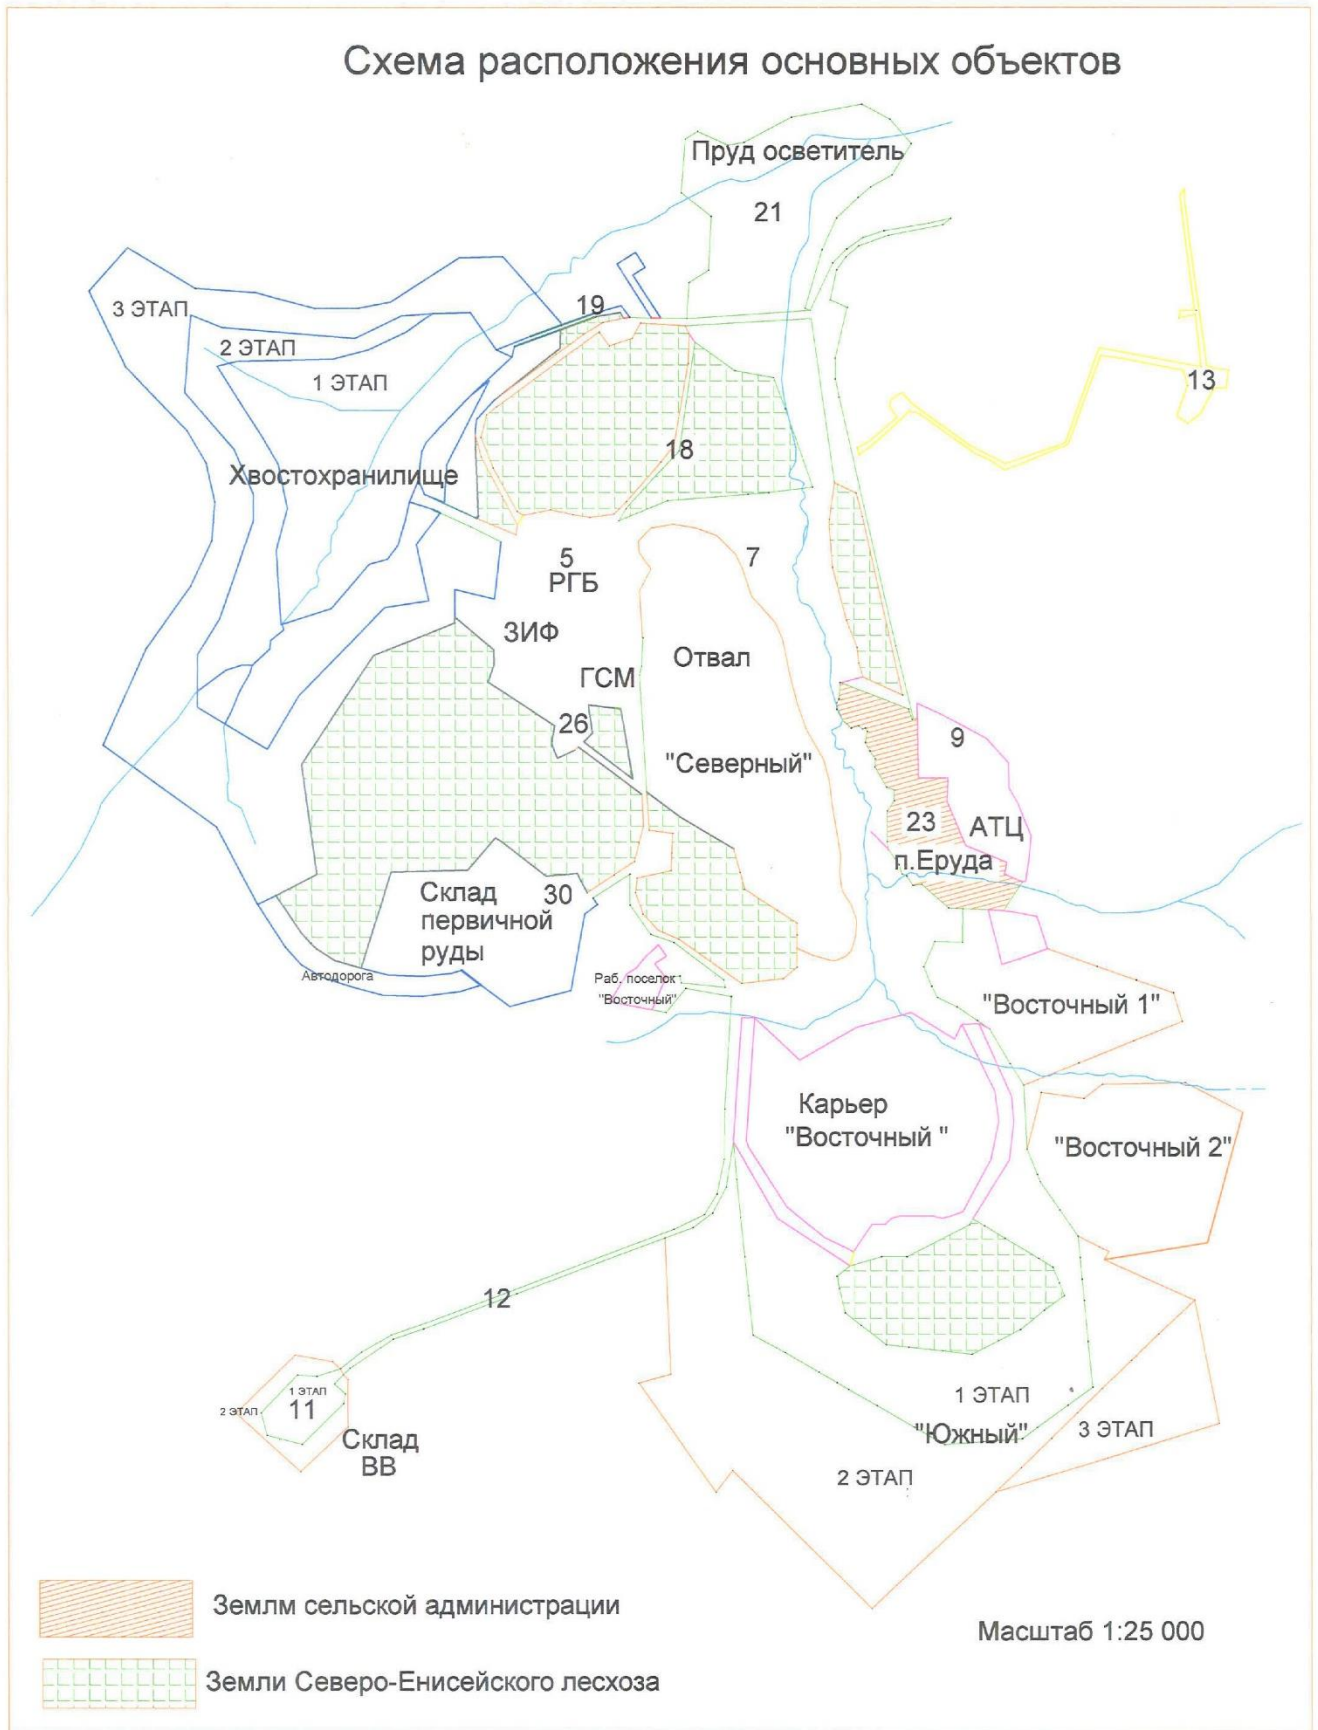 Схема расположения основных объектов
Пруд осветитель
21
3 ЭТАП
19
2 ЭТАП
1 ЭТАП
13
18
Хвостохранилище
5
РГБ
7
ЗИФ
Отвал
ГСМ
26
"Северный"
9
23
АТЦ
п.Еруда
Склад
первичной
руды
30
Автодорога
Раб. поселок
"Восточный"
"Восточный 1"
Карьер
"Восточный "
"Восточный 2"
12
1 ЭТАП
2 ЭТАП
11
Склад
ВВ
1 ЭТАП
"Южный"
3 ЭТАП
2 ЭТАП
Землм сельской администрации
Масштаб 1:25 000
Земли Северо-Енисейского лесхоза